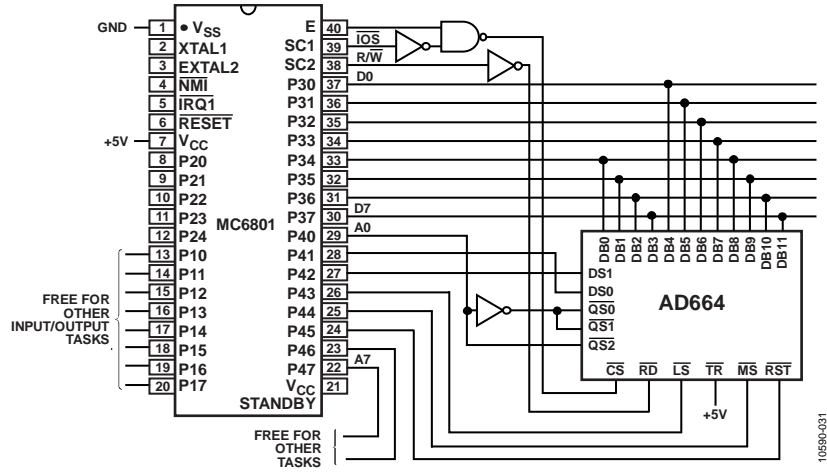 GND
+5V
FREE FOR
OTHER
INPUT/OUTPUT
TASKS
1 VSS
2 XTAL1
3 EXTAL2
4 NMI
5 IRQ1
6 RESET
7 VCC
8 P20
9 P21
10 P22
11 P23
12 P24
13 P10
14 P11
15 P12
16 P13
17 P14
18 P15
19 P16
20 P17
MC6801
E 40
SC1 39
SC2 38
P30 37
P31 36
P32 35
P33 34
P34 33
P35 32
P36 31
P37 30
P40 29
P41 28
P42 27
P43 26
P44 25
P45 24
P46 23
P47 22
VCC 21
STANDBY
IOS
R/W
D0
D7
A0
A7
FREE FOR
OTHER
TASKS
DB0 DB1 DB2 DB3 DB4 DB5 DB6 DB7 DB8 DB9 DB10 DB11
DS1
DS0
QS0
QS1
QS2
AD664
CS RD LS TR MS RST
+5V
10590-031